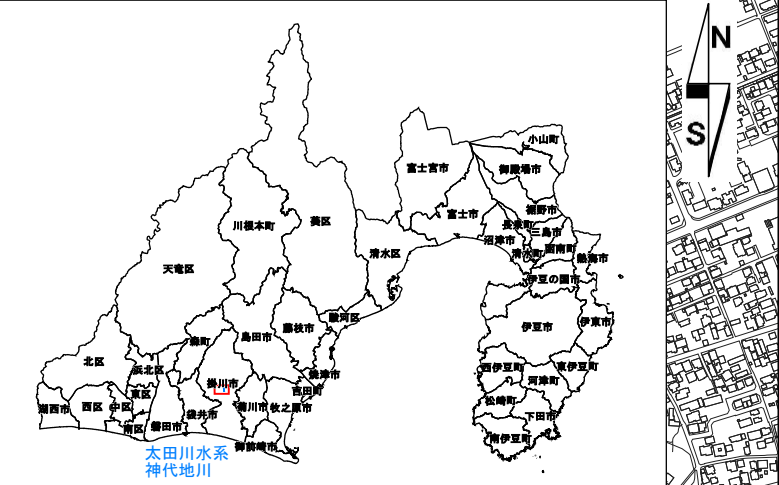 N
S
小山町
富士宮市
御殿場市
裾野市
富士市
葵区
川根本町
長泉町
三島市
沼津市
函南町
清水町
清水区
熱海市
天竜区
伊豆の国市
駿河区
伊豆市
伊東市
藤枝市
島田市
森町
北区
浜北区
西伊豆町
東伊豆町
焼津市
掛川市
河津町
吉田町
東区
松崎町
湖西市
西区
中区
袋井市
菊川市
牧之原市
下田市
南区
磐田市
南伊豆町
御前崎市
太田川水系
神代地川